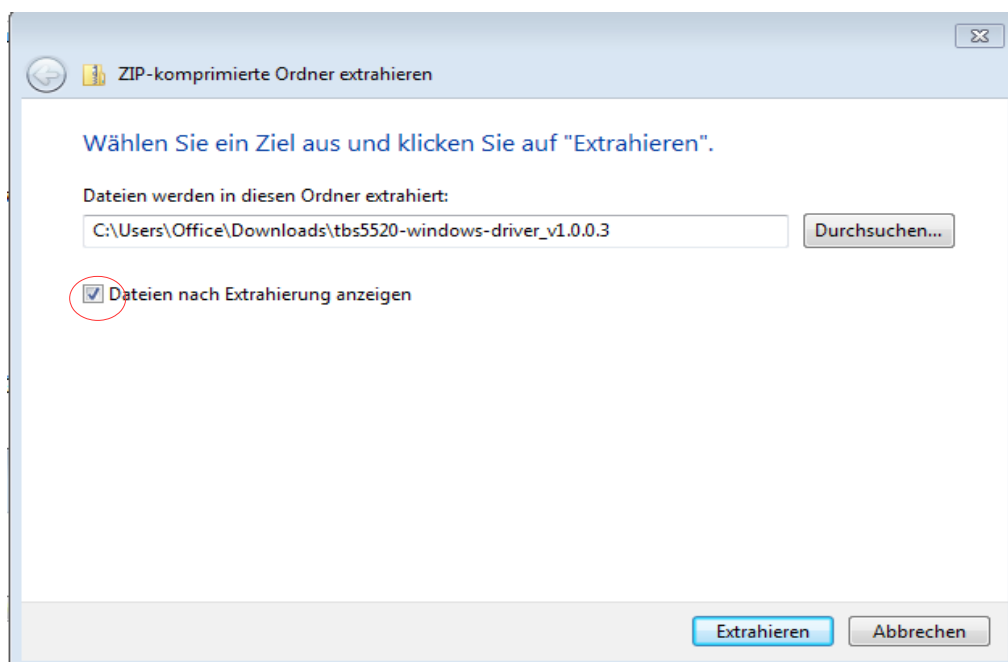 ZIP-komprimierte Ordner extrahieren
Wählen Sie ein Ziel aus und klicken Sie auf "Extrahieren".
Dateien werden in diesen Ordner extrahiert:
C:\Users\Office\Downloads\tbs5520-windows-driver_v1.0.0.3 Durchsuchen...
Dateien nach Extrahierung anzeigen
Extrahieren Abbrechen